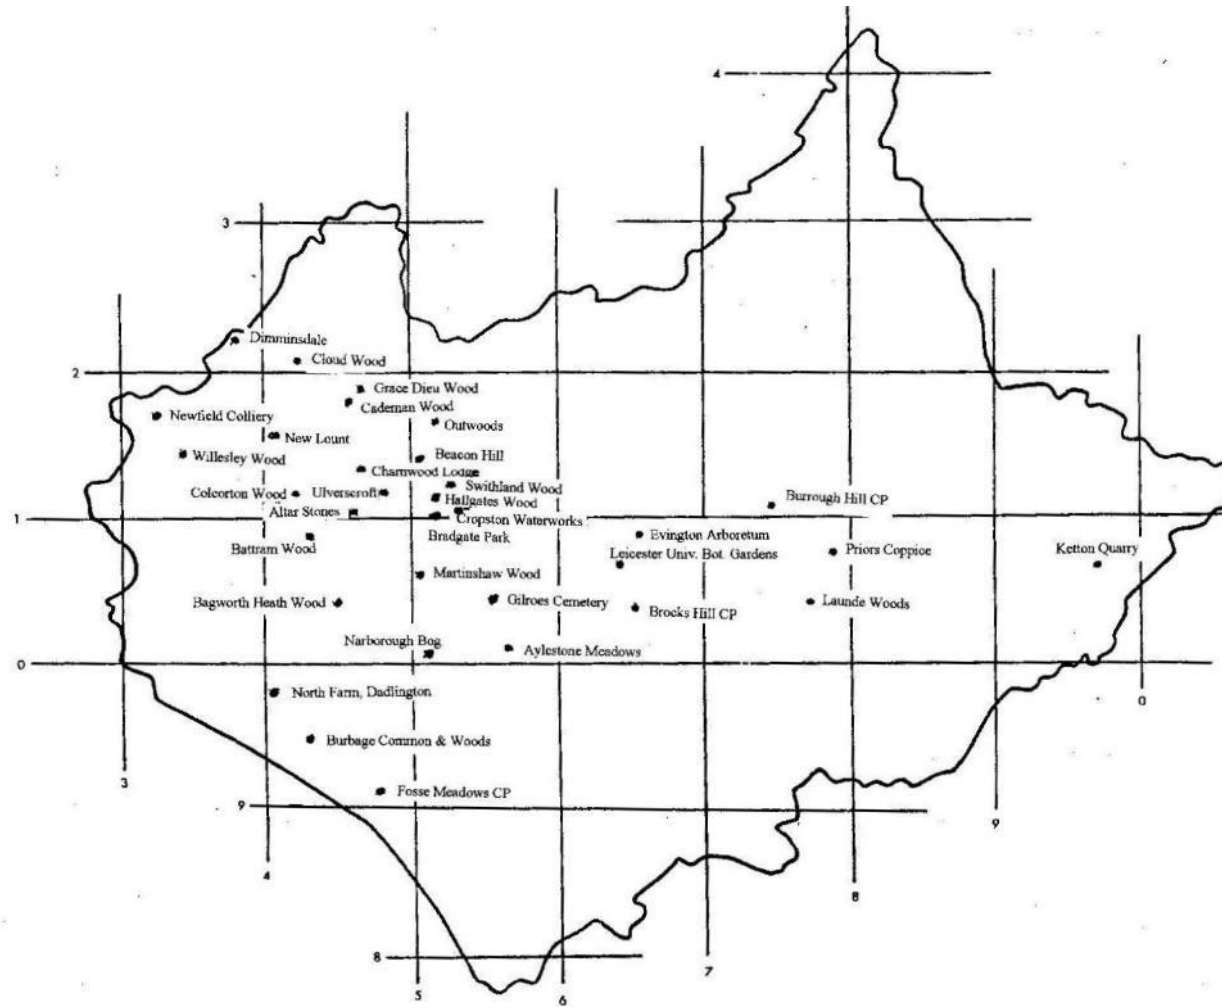 4
3
Dimminsdale
Cloud Wood
2
Grace Dieu Wood
Cademan Wood
Newfield Colliery
Outwoods
New Lount
Willesley Wood
Beacon Hill
Charnwood Lodge
Swithland Wood
Colcorton Wood
Ulverscroft
Hallgates Wood
Burrough Hill CP
Altar Stones
1
Cropston Waterworks
Bradgate Park
Evington Arboretum
Battram Wood
Leicester Univ. Bot. Gardens
Priors Coppice
Ketton Quarry
Martinshaw Wood
Bagworth Heath Wood
Gilroes Cemetery
Brocks Hill CP
Launde Woods
Narborough Bog
Aylestone Meadows
0
North Farm, Dadlington
0
Burbage Common & Woods
3
Fosse Meadows CP
9
9
4
8
8
7
5
6